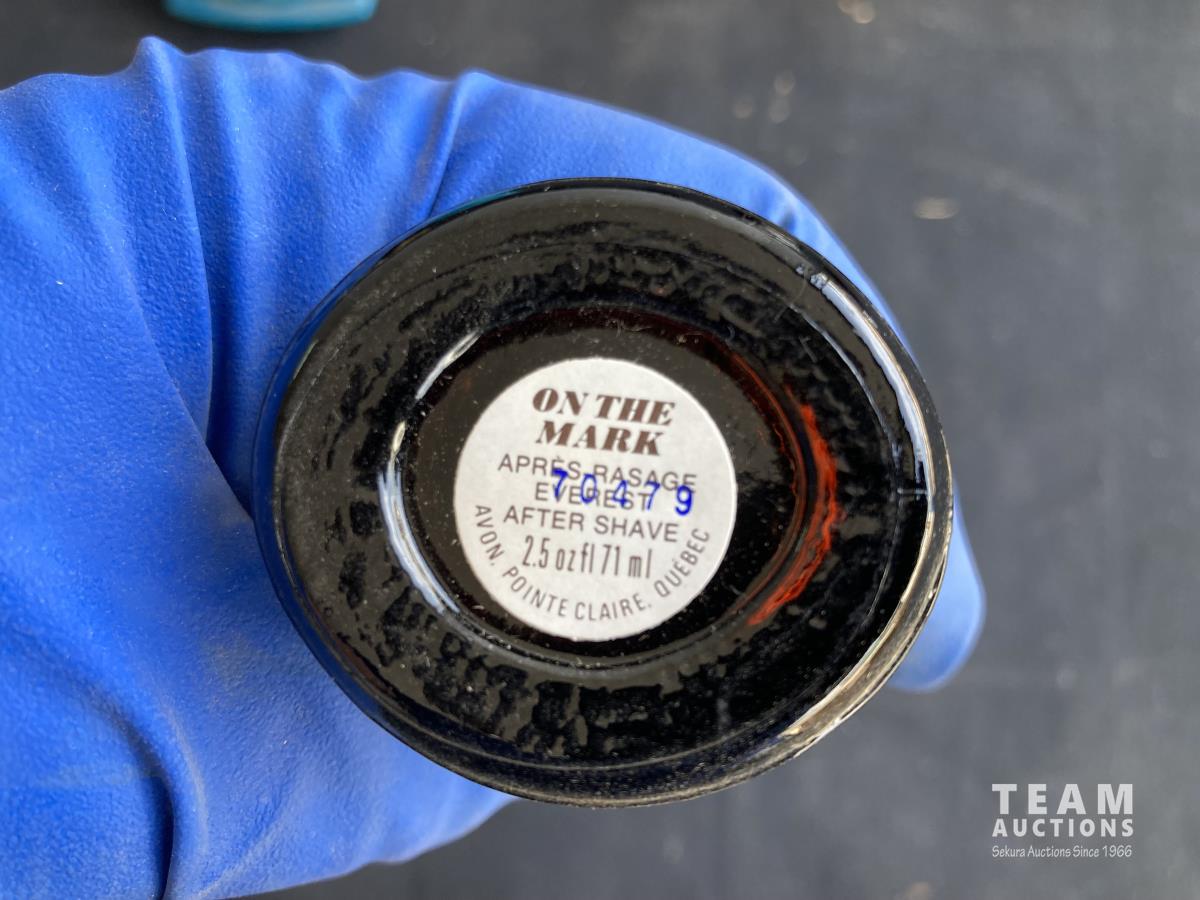 ON THE
MARK
APRÈS-RASAGE
EVEREST
70479
AFTER SHAVE
2.5 oz fl 71 ml
AVON, POINTE CLAIRE, QUÉBEC
TEAM
AUCTIONS
Sekura Auctions Since 1966